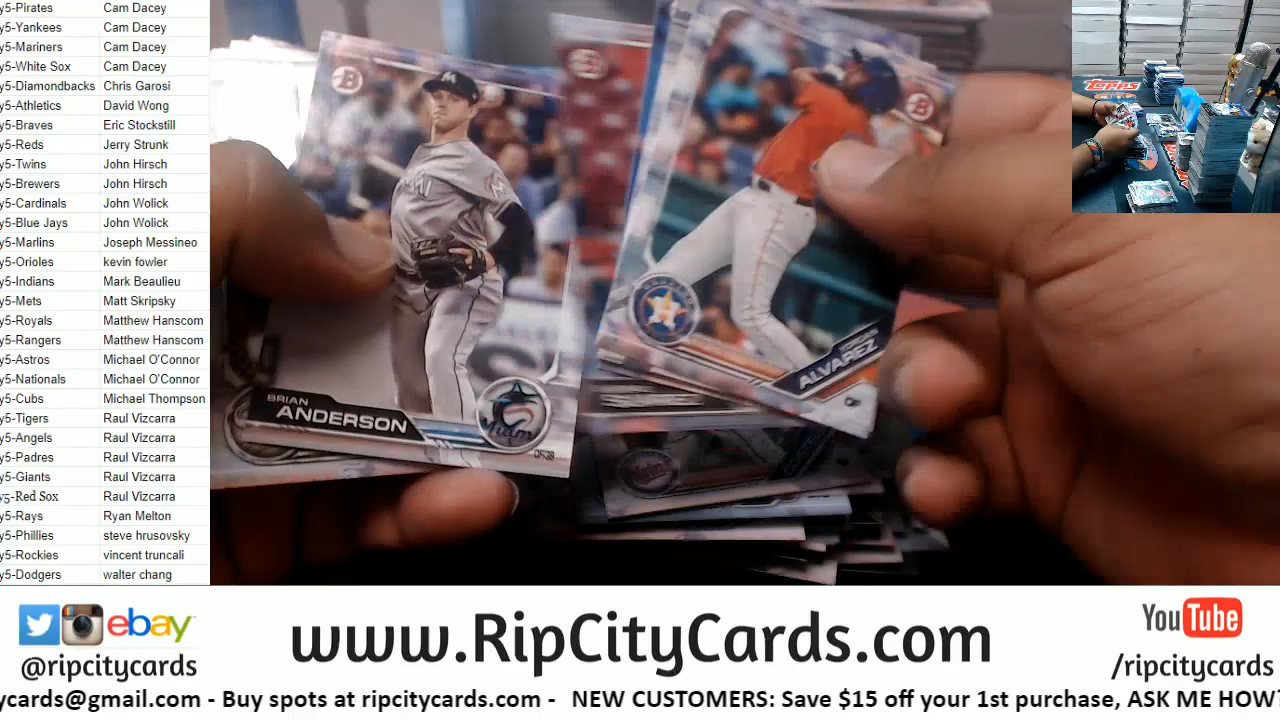 y5-Pirates Cam Dacey
y5-Yankees Cam Dacey
y5-Mariners Cam Dacey
y5-White Sox Cam Dacey
y5-Diamondbacks Chris Garosi
y5-Athletics David Wong
y5-Braves Eric Stockstill
y5-Reds Jerry Strunk
y5-Twins John Hirsch
y5-Brewers John Hirsch
y5-Cardinals John Wolick
y5-Blue Jays John Wolick
y5-Marlins Joseph Messineo
y5-Orioles kevin fowler
y5-Indians Mark Beaulieu
y5-Mets Matt Skripsky
y5-Royals Matthew Hanscom
y5-Rangers Matthew Hanscom
y5-Astros Michael O'Connor
y5-Nationals Michael O'Connor
y5-Cubs Michael Thompson
y5-Tigers Raul Vizcarra
y5-Angels Raul Vizcarra
y5-Padres Raul Vizcarra
y5-Giants Raul Vizcarra
y5-Red Sox Raul Vizcarra
y5-Rays Ryan Melton
y5-Phillies steve hrusovsky
y5-Rockies vincent truncali
y5-Dodgers walter chang
B
BRIAN
ANDERSON
Miami
OF/3B
B
H
ALVAREZ
OF
Topps
ebay
@ripcitycards
www.RipCityCards.com
YouTube
/ripcitycards
ycards@gmail.com - Buy spots at ripcitycards.com - NEW CUSTOMERS: Save $15 off your 1st purchase, ASK ME HOW?